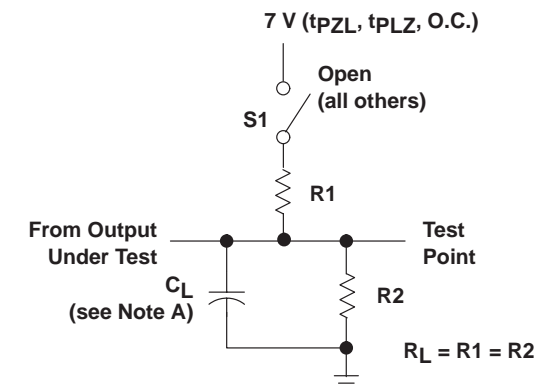 7 V (tPZL, tPLZ, O.C.)
Open
(all others)
S1
R1
From Output
Under Test
Test
Point
CL
(see Note A)
R2
RL = R1 = R2